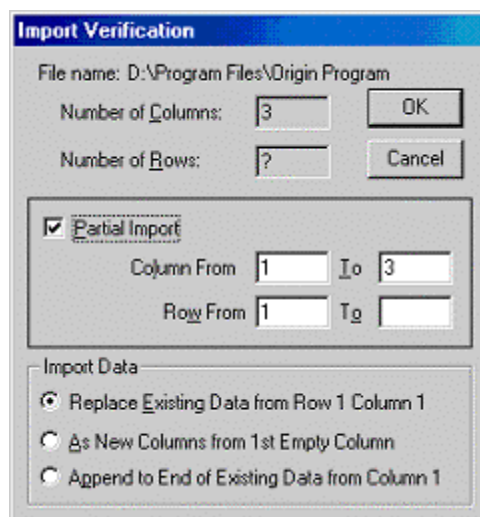 Import Verification
File name: D:\Program Files\Origin Program
Number of Columns: 3 OK
Number of Rows: ? Cancel
Partial Import
Column From 1 To 3
Row From 1 To
Import Data
Replace Existing Data from Row 1 Column 1
As New Columns from 1st Empty Column
Append to End of Existing Data from Column 1